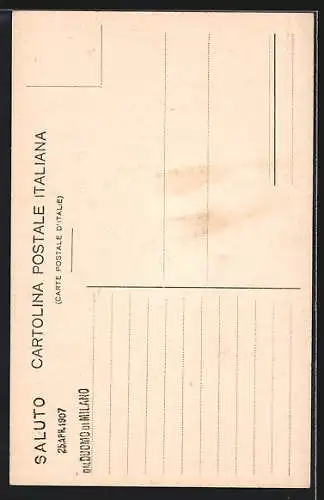 SALUTO CARTOLINA POSTALE ITALIANA
(CARTE POSTALE D'ITALIE)
25 APR. 1907
DAL DUOMO DI MILANO